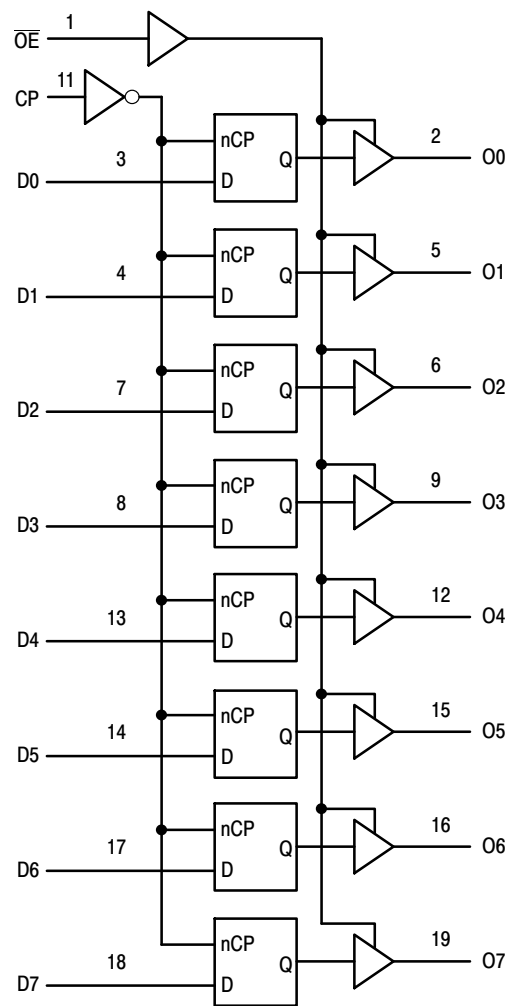 O̅E̅ 1
CP 11
nCP
D0 3 D Q 2 O0
nCP
D1 4 D Q 5 O1
nCP
D2 7 D Q 6 O2
nCP
D3 8 D Q 9 O3
nCP
D4 13 D Q 12 O4
nCP
D5 14 D Q 15 O5
nCP
D6 17 D Q 16 O6
nCP
D7 18 D Q 19 O7